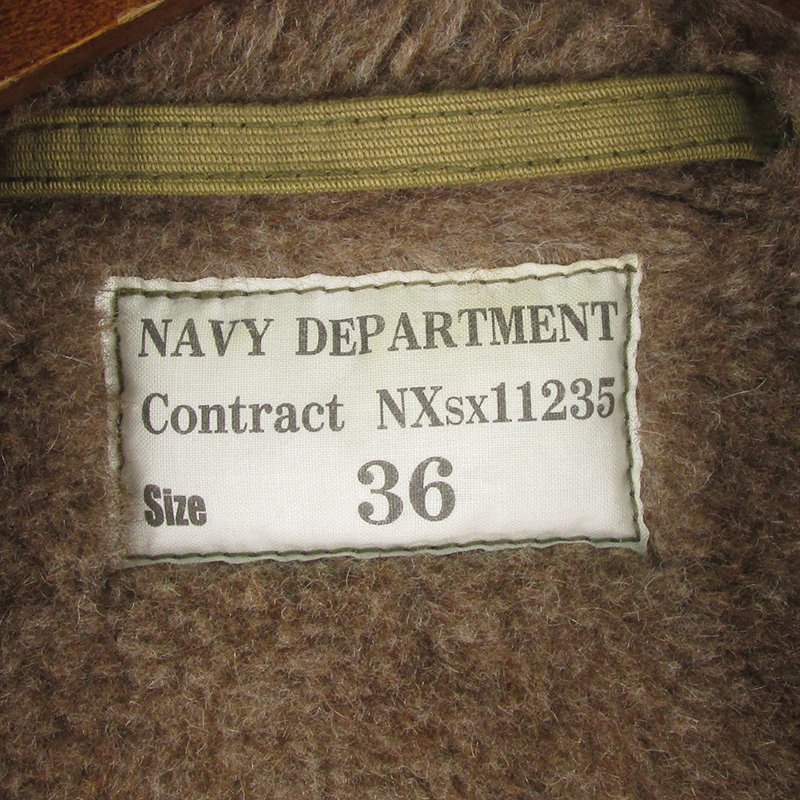 NAVY DEPARTMENT
Contract NXsx11235
Size 36